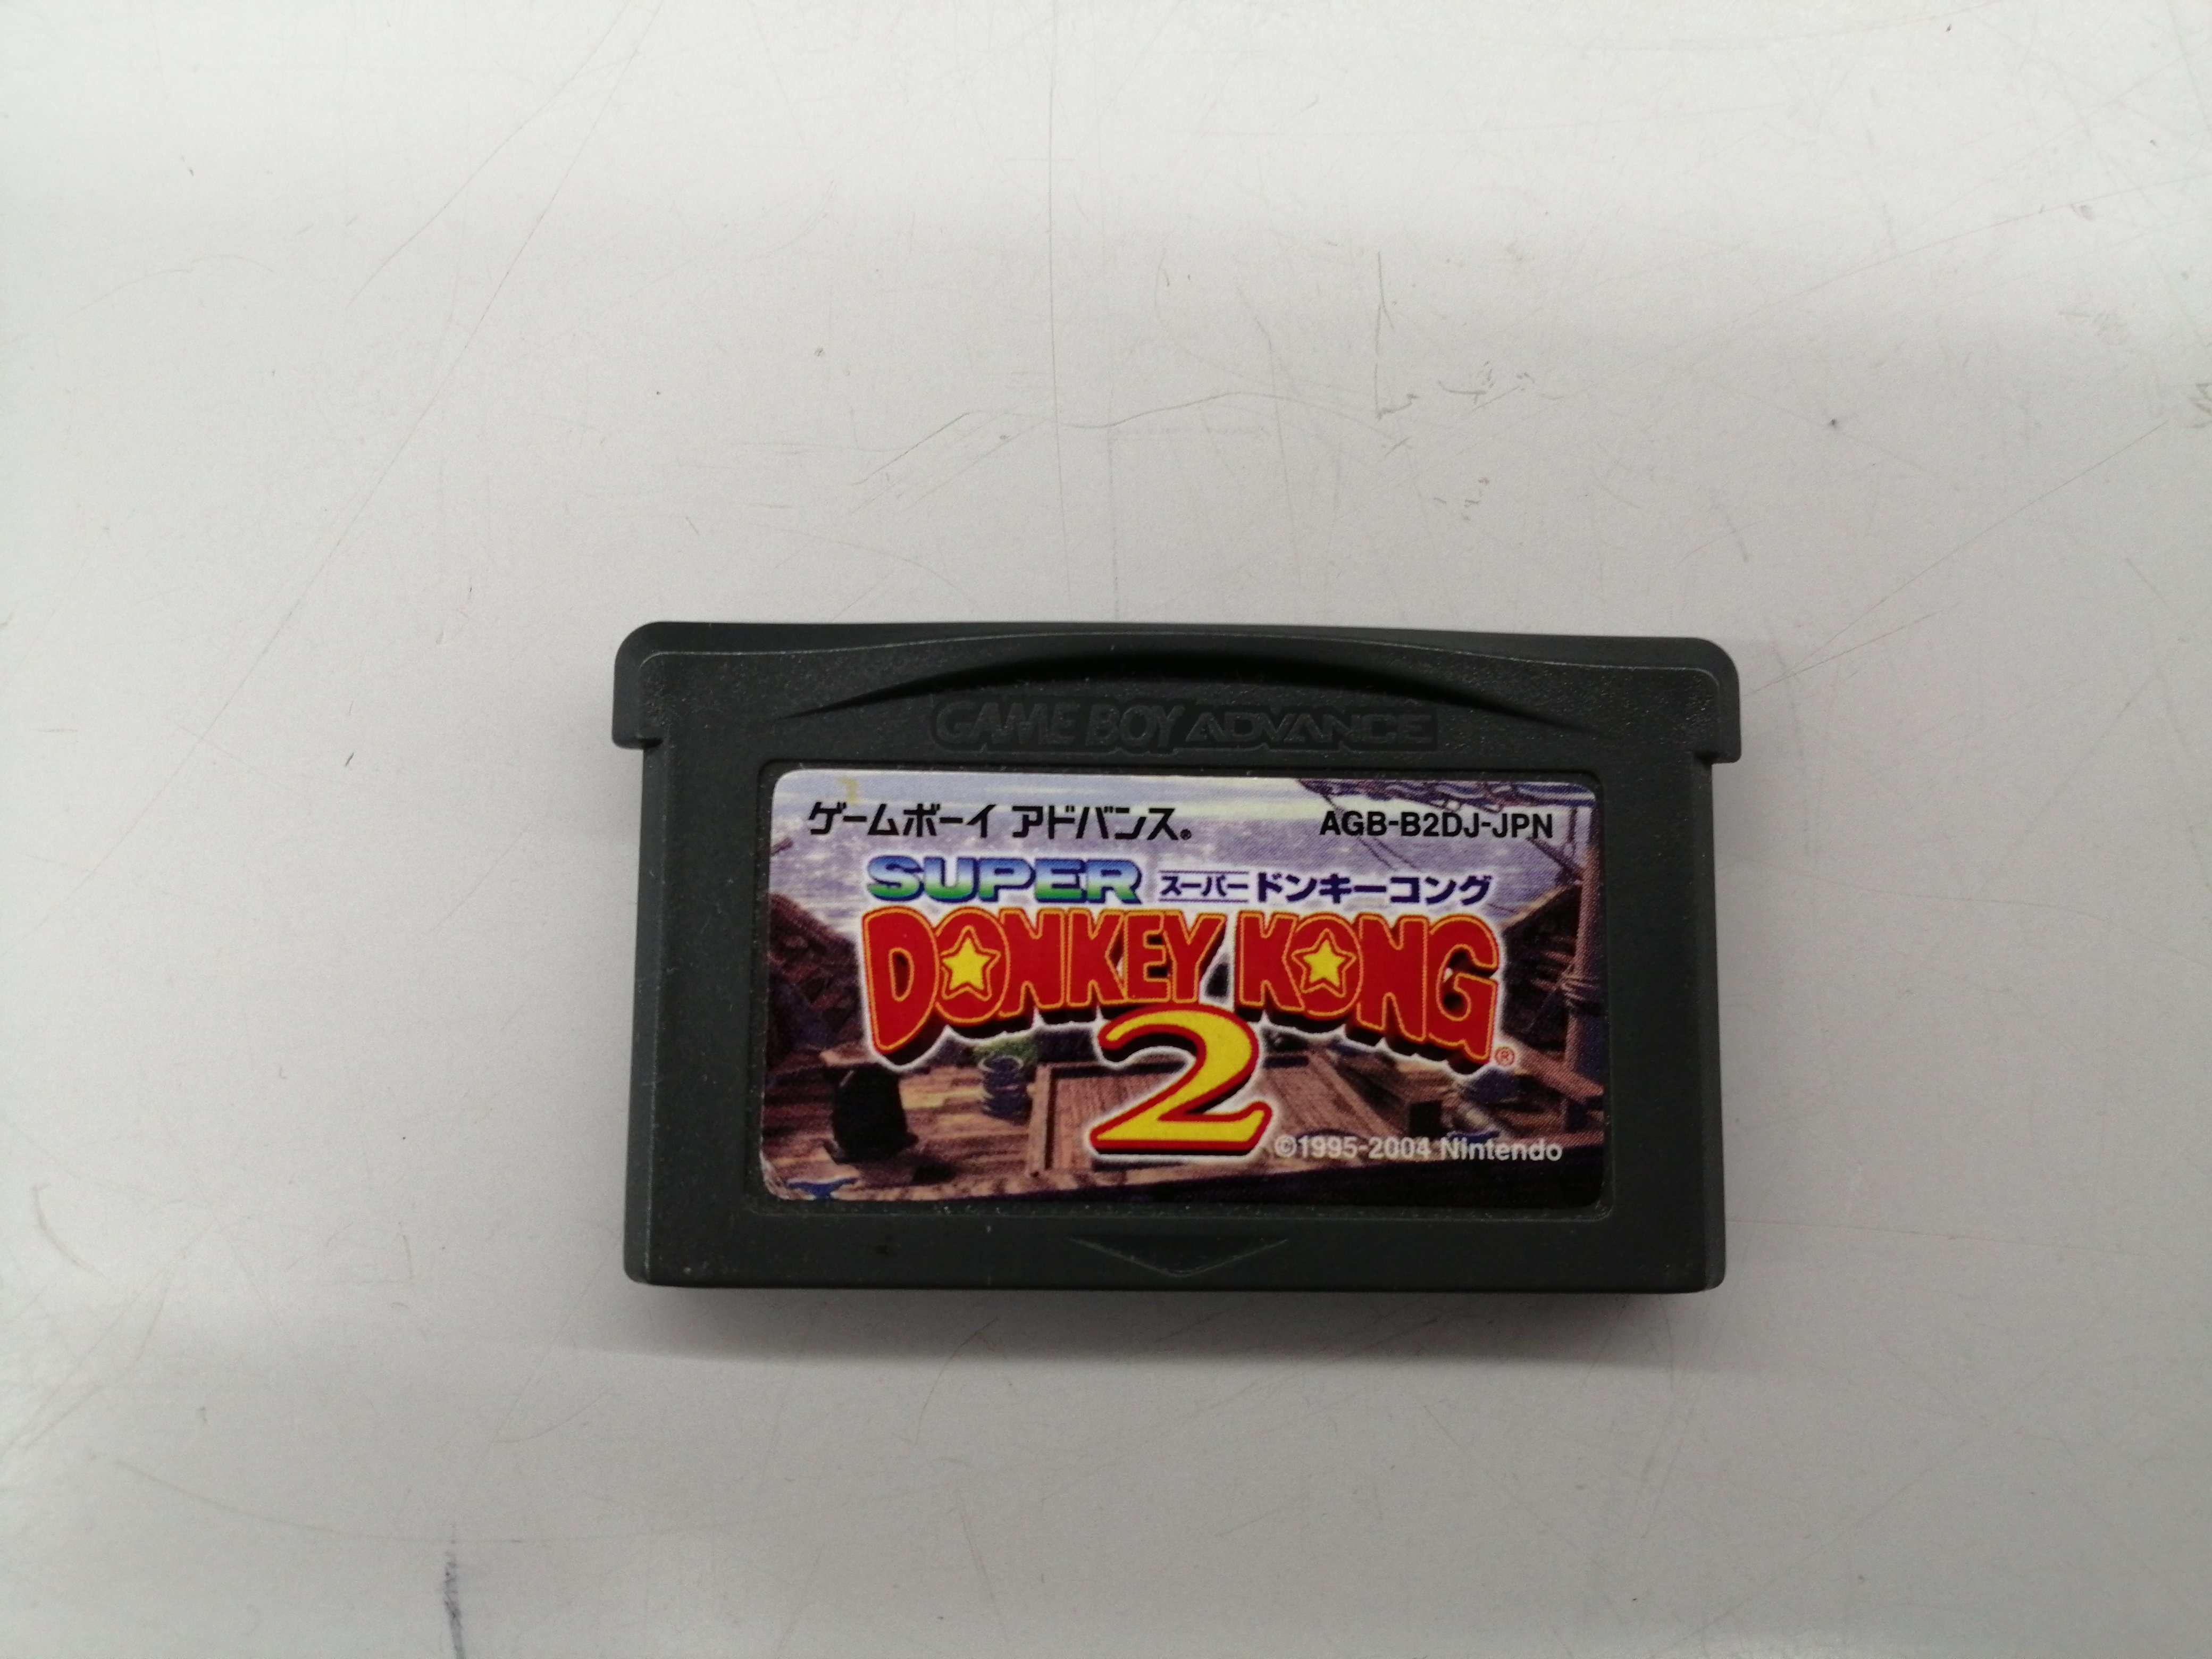 GAME BOY ADVANCE
ゲームボーイ アドバンス® AGB-B2DJ-JPN
SUPER スーパードンキーコング
DONKEY KONG®
2
©1995-2004 Nintendo